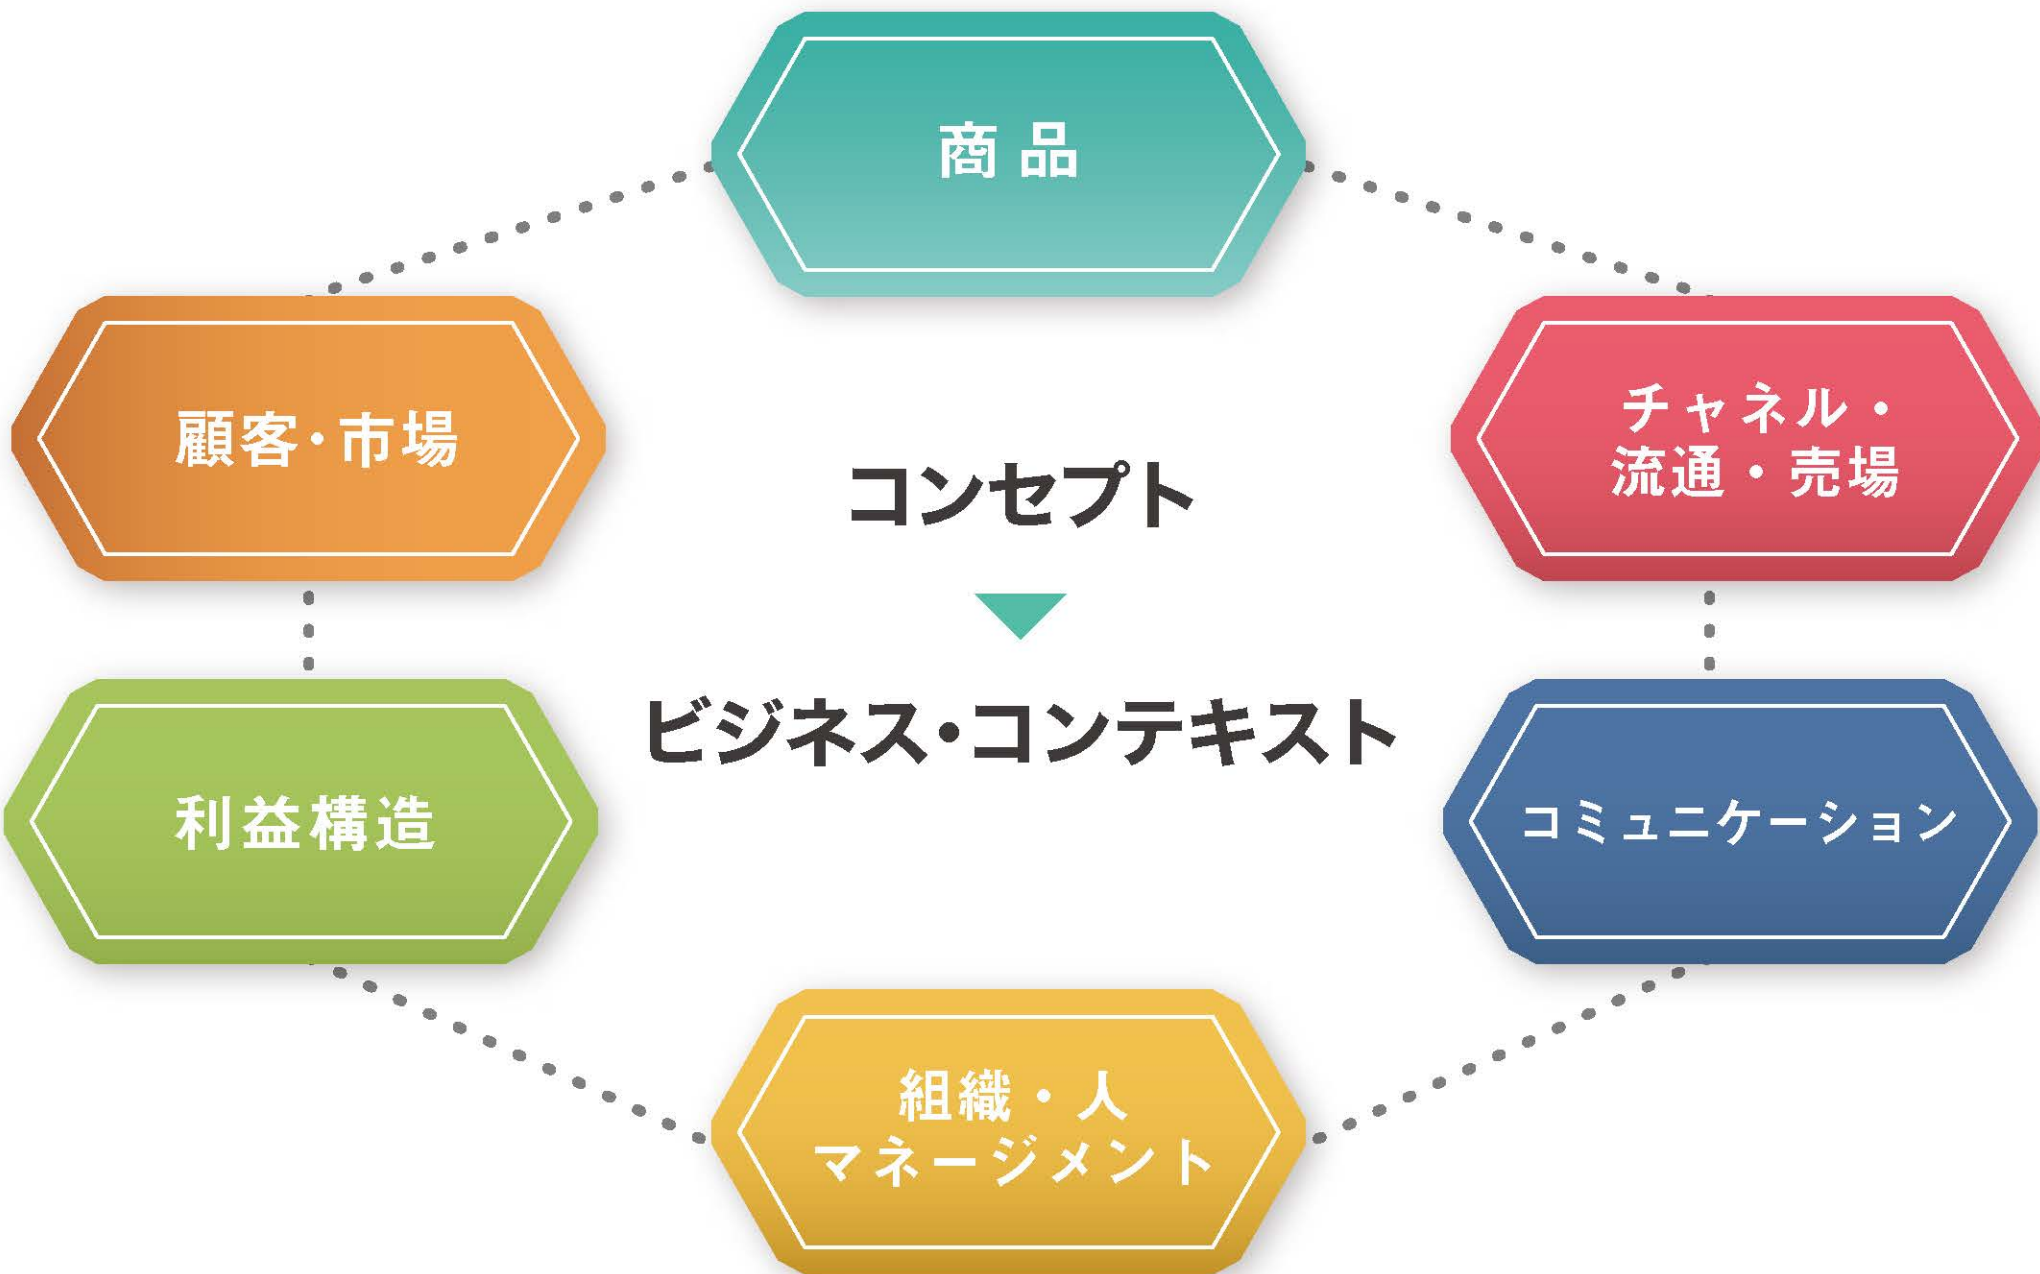 商品
顧客・市場
チャネル・
流通・売場
コンセプト
ビジネス・コンテキスト
利益構造
コミュニケーション
組織・人
マネージメント